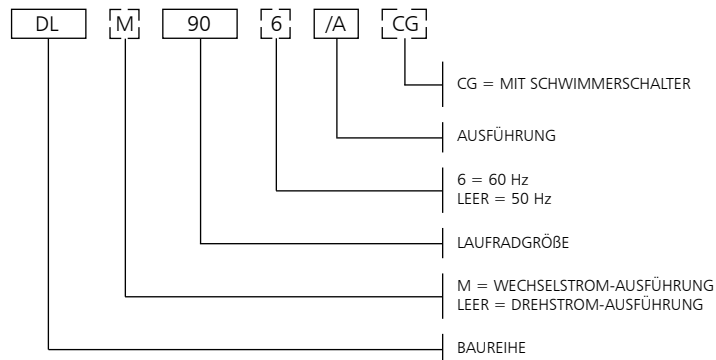 DL M 90 6 /A CG
CG = MIT SCHWIMMERSCHALTER
AUSFÜHRUNG
6 = 60 Hz
LEER = 50 Hz
LAUFRADGRÖßE
M = WECHSELSTROM-AUSFÜHRUNG
LEER = DREHSTROM-AUSFÜHRUNG
BAUREIHE